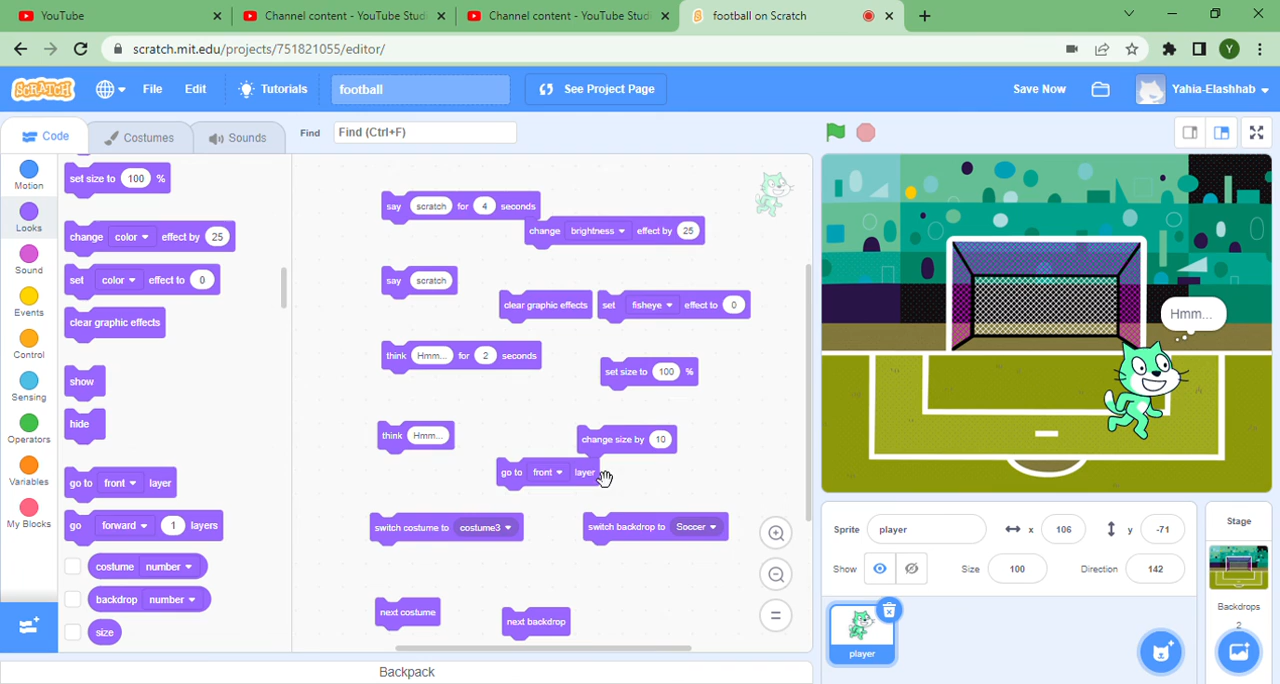 YouTube
Channel content - YouTube Studi
Channel content - YouTube Studi
football on Scratch
scratch.mit.edu/projects/751821055/editor/
Y
SCRATCH
File
Edit
Tutorials
football
See Project Page
Save Now
Yahia-Elashhab
Code
Costumes
Sounds
Find
Find (Ctrl+F)
Motion
Looks
Sound
Events
Control
Sensing
Operators
Variables
My Blocks
set size to 100 %
change color effect by 25
set color effect to 0
clear graphic effects
show
hide
go to front layer
go forward 1 layers
costume number
backdrop number
size
say scratch for 4 seconds
change brightness effect by 25
say scratch
clear graphic effects
set fisheye effect to 0
think Hmm... for 2 seconds
set size to 100 %
think Hmm...
change size by 10
go to front layer
switch costume to costume3
switch backdrop to Soccer
next costume
next backdrop
Hmm...
Sprite player x 106 y -71
Show Size 100 Direction 142
player
Stage
Backdrops
2
Backpack